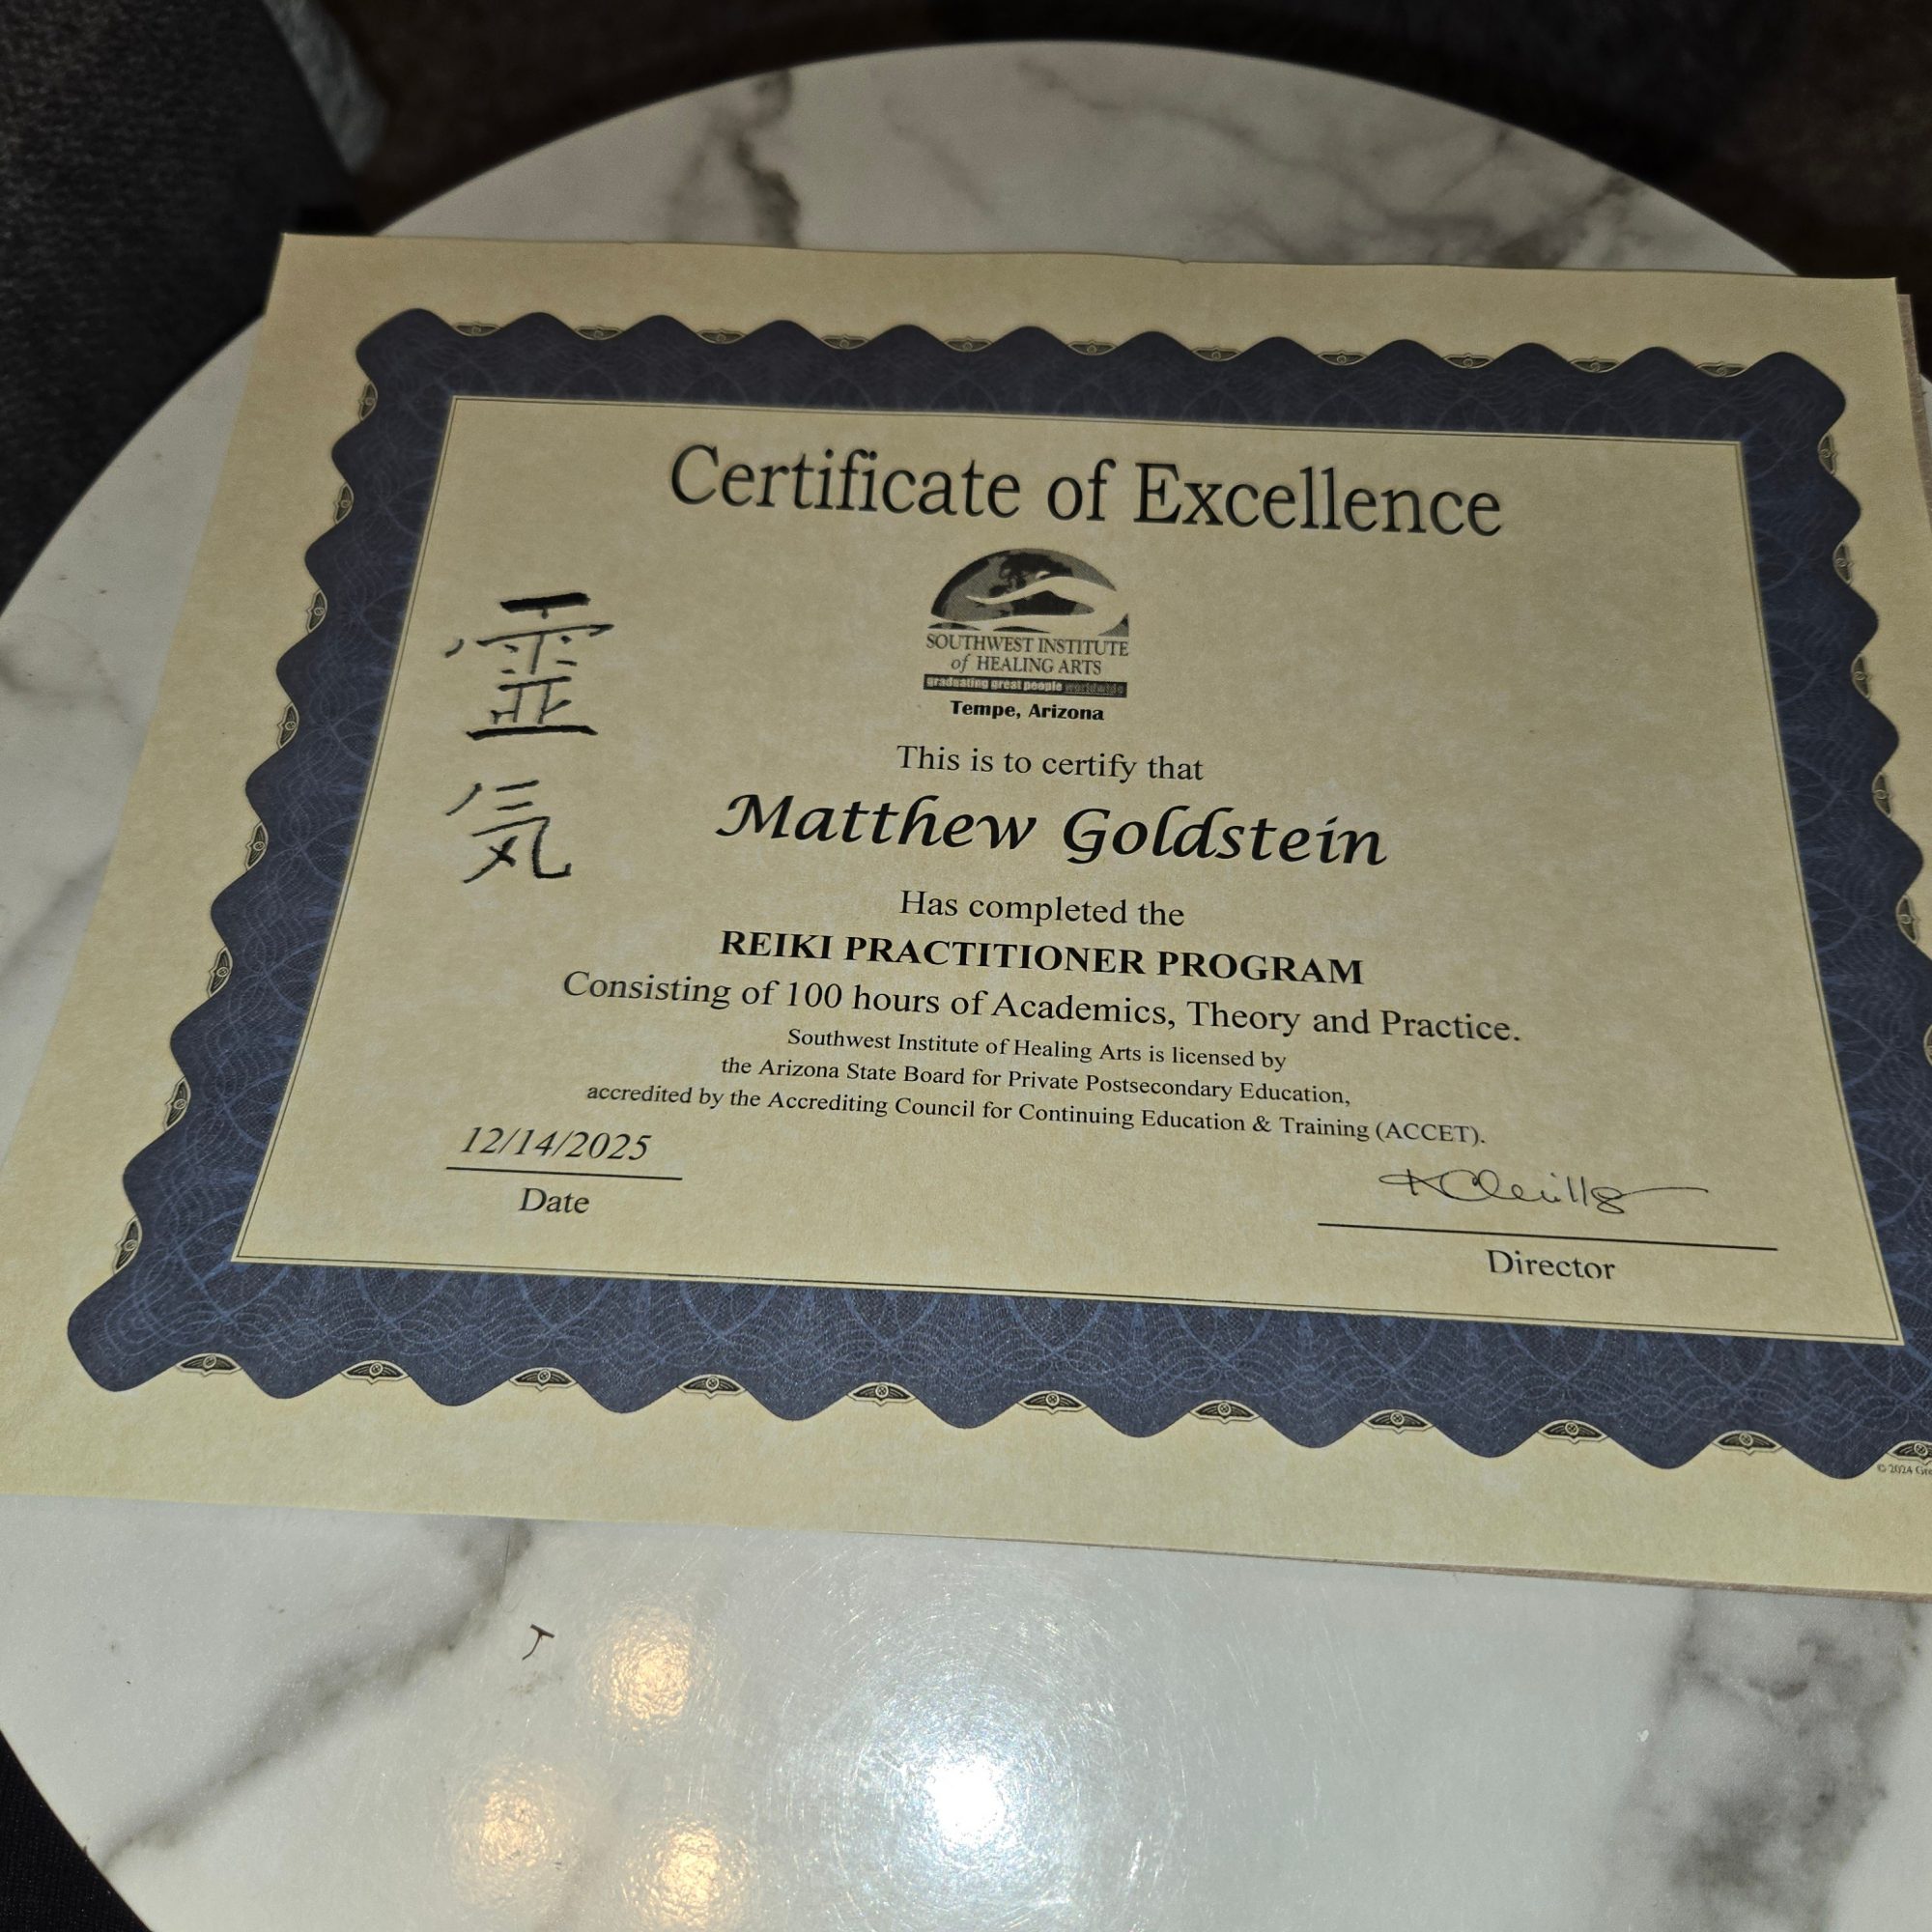 Certificate of Excellence
霊
気
SOUTHWEST INSTITUTE
of HEALING ARTS
graduating great people worldwide
Tempe, Arizona
This is to certify that
Matthew Goldstein
Has completed the
REIKI PRACTITIONER PROGRAM
Consisting of 100 hours of Academics, Theory and Practice.
Southwest Institute of Healing Arts is licensed by
the Arizona State Board for Private Postsecondary Education,
accredited by the Accrediting Council for Continuing Education & Training (ACCET).
12/14/2025
Date
Director
© 2024